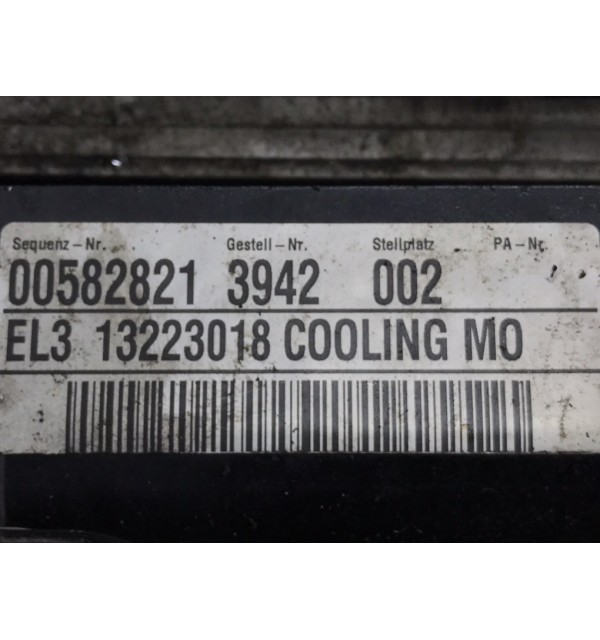 Sequenz-Nr. Gestell-Nr. Stellplatz PA-Nr.
00582821 3942 002
EL3 13223018 COOLING MO